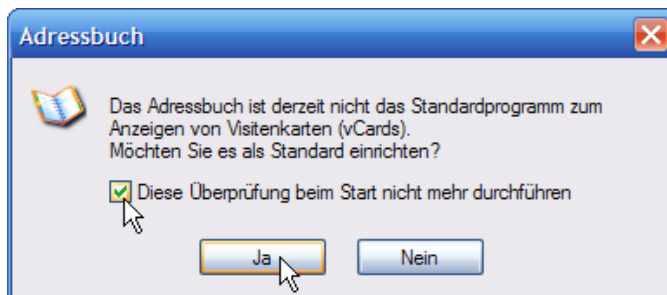 Adressbuch
Das Adressbuch ist derzeit nicht das Standardprogramm zum
Anzeigen von Visitenkarten (vCards).
Möchten Sie es als Standard einrichten?
Diese Überprüfung beim Start nicht mehr durchführen
Ja
Nein